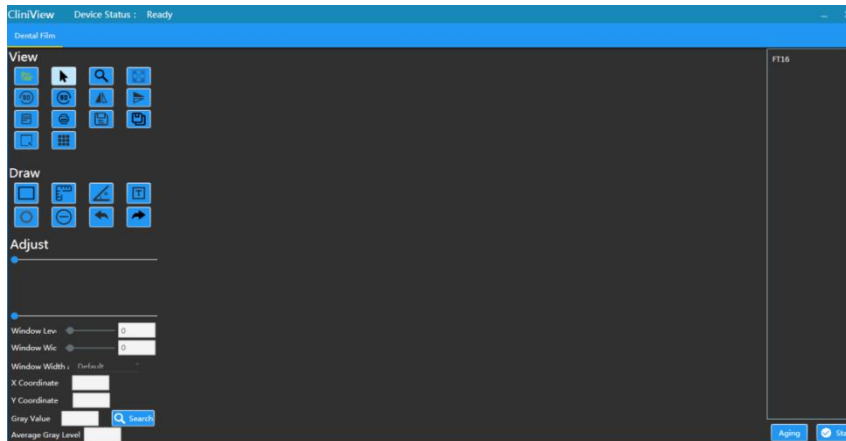 CliniView Device Status : Ready
Dental Film
View
FT16
Draw
T
Adjust
Window Lev
0
Window Wic
0
Window Width : Default
X Coordinate
Y Coordinate
Gray Value Search
Average Gray Level
Aging Sta